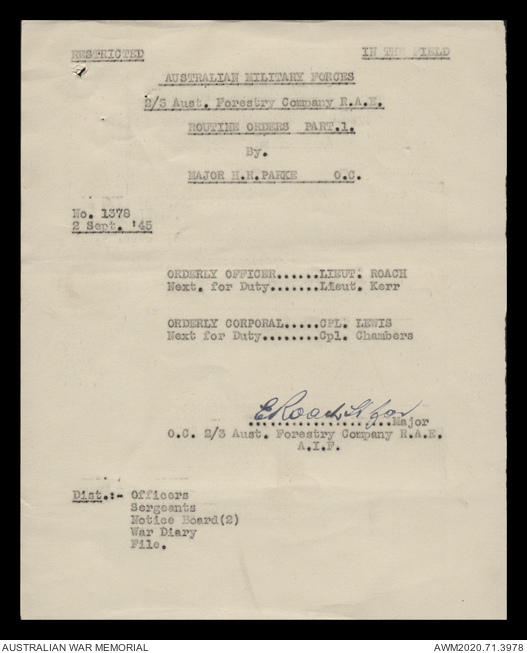 RESTRICTED IN THE FIELD
AUSTRALIAN MILITARY FORCES
2/3 Aust. Forestry Company R.A.E.
ROUTINE ORDERS PART.1.
By.
MAJOR H.N.PARKE O.C.
No. 1378
2 Sept. '45
ORDERLY OFFICER......LIEUT. ROACH
Next. for Duty.......Lieut. Kerr
ORDERLY CORPORAL.....CPL. LEWIS
Next for Duty........Cpl. Chambers
E Roach Lt for
..................Major
O.C. 2/3 Aust. Forestry Company R.A.E.
A.I.F.
Dist.:- Officers
Sergeants
Notice Board(2)
War Diary
File.
AUSTRALIAN WAR MEMORIAL AWM2020.71.3978